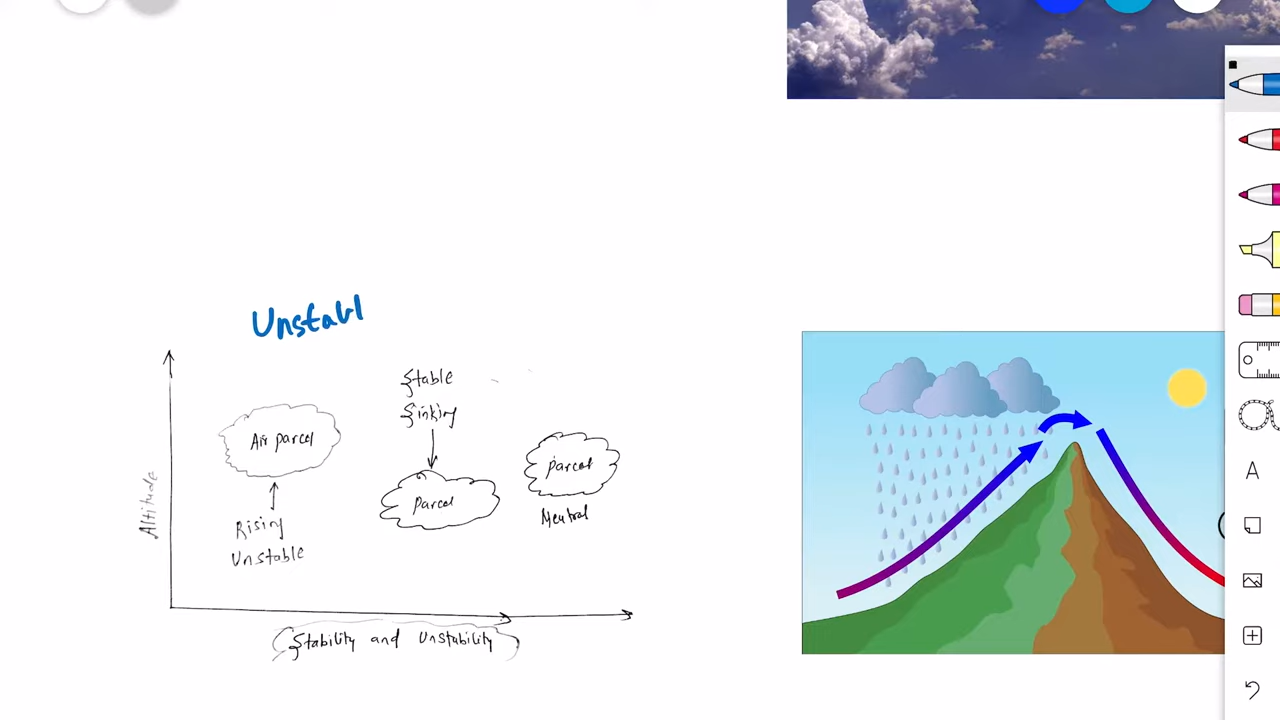 Unstabl
Stable
Sinking
Air parcel
parcel
Parcel
Neutral
Rising
Unstable
Altitude
Stability and Unstability
A